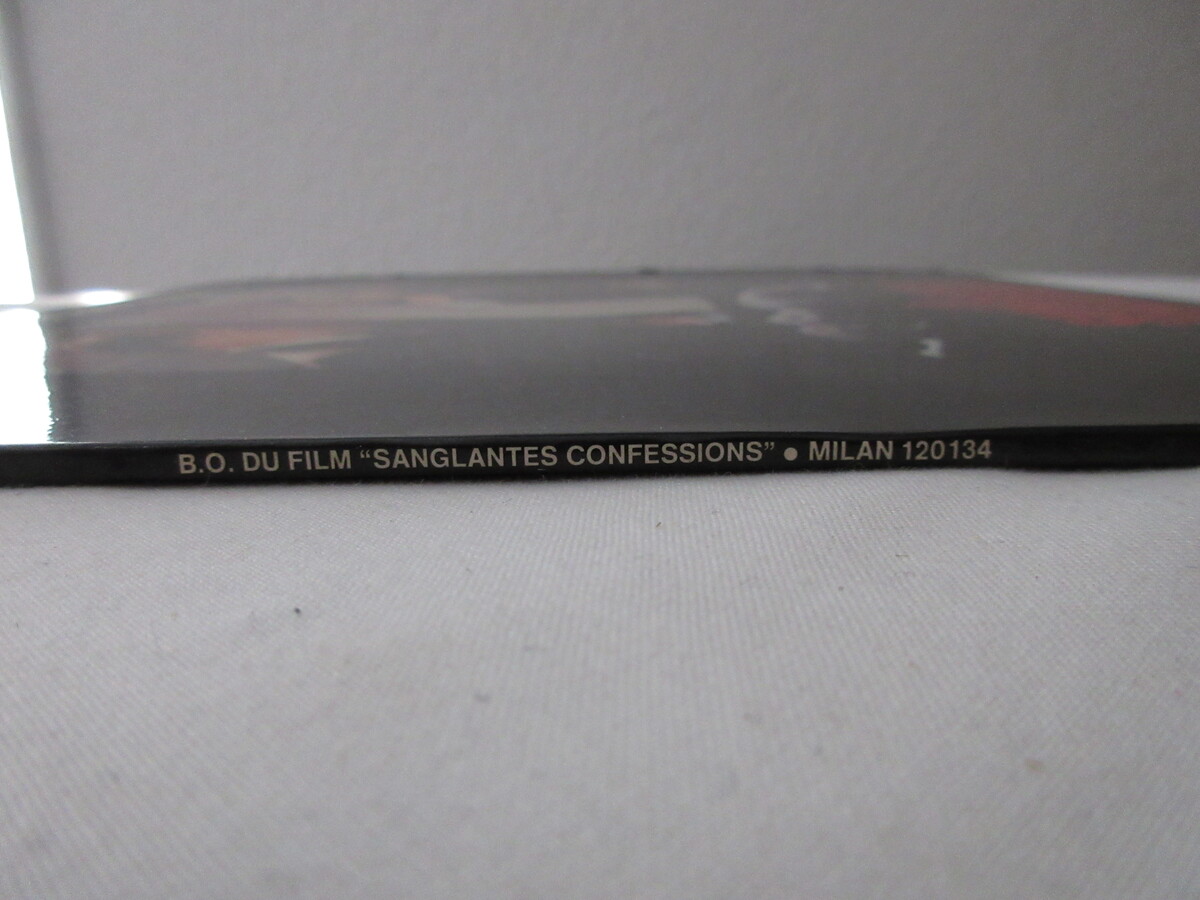 B.O. DU FILM “SANGLANTES CONFESSIONS” ● MILAN 120134